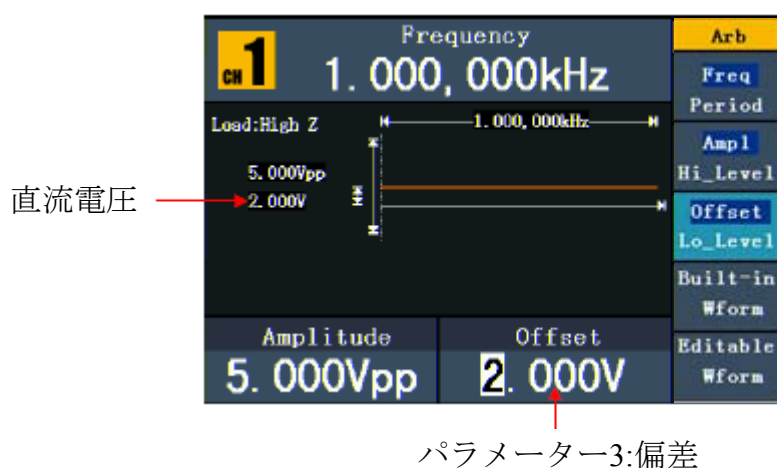 CH 1
Frequency
1.000,000kHz
Load:High Z
1.000,000kHz
5.000Vpp
2.000V
直流電圧
Amplitude
5.000Vpp
Offset
2.000V
Arb
Freq
Period
Ampl
Hi_Level
Offset
Lo_Level
Built-in
Wform
Editable
Wform
パラメーター3:偏差